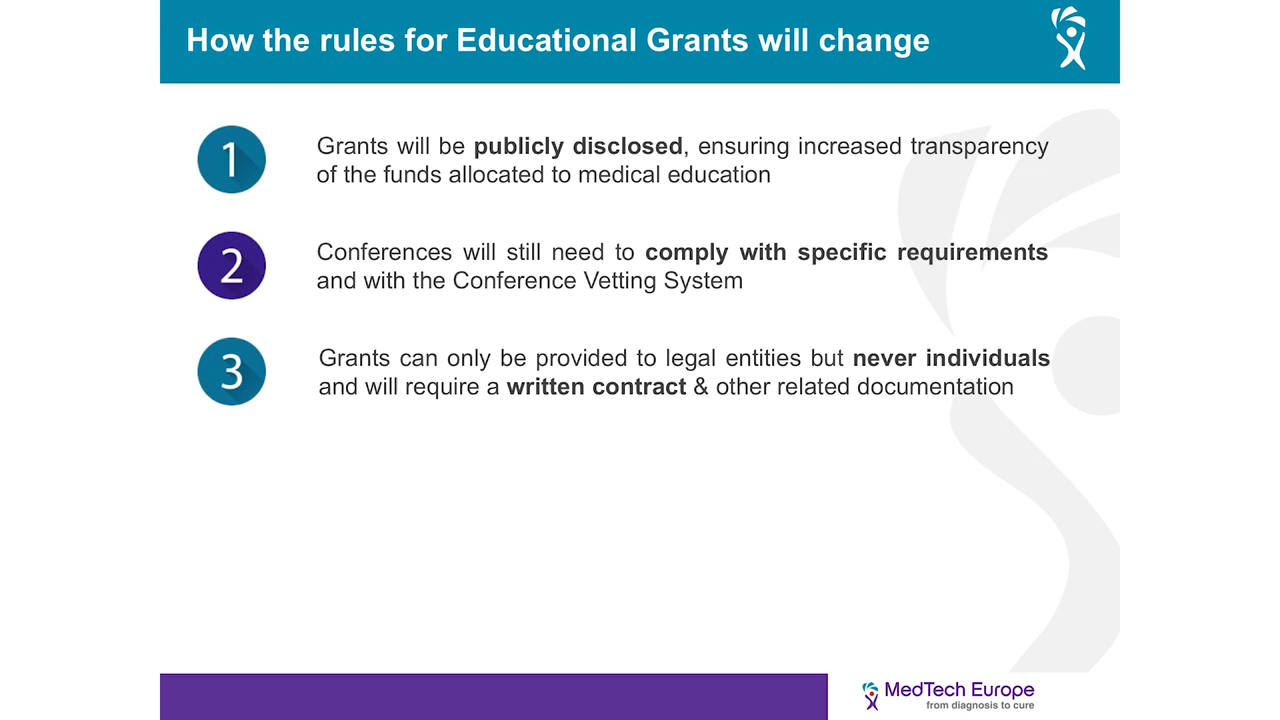 How the rules for Educational Grants will change
1
Grants will be publicly disclosed, ensuring increased transparency
of the funds allocated to medical education
2
Conferences will still need to comply with specific requirements
and with the Conference Vetting System
3
Grants can only be provided to legal entities but never individuals
and will require a written contract & other related documentation
MedTech Europe
from diagnosis to cure